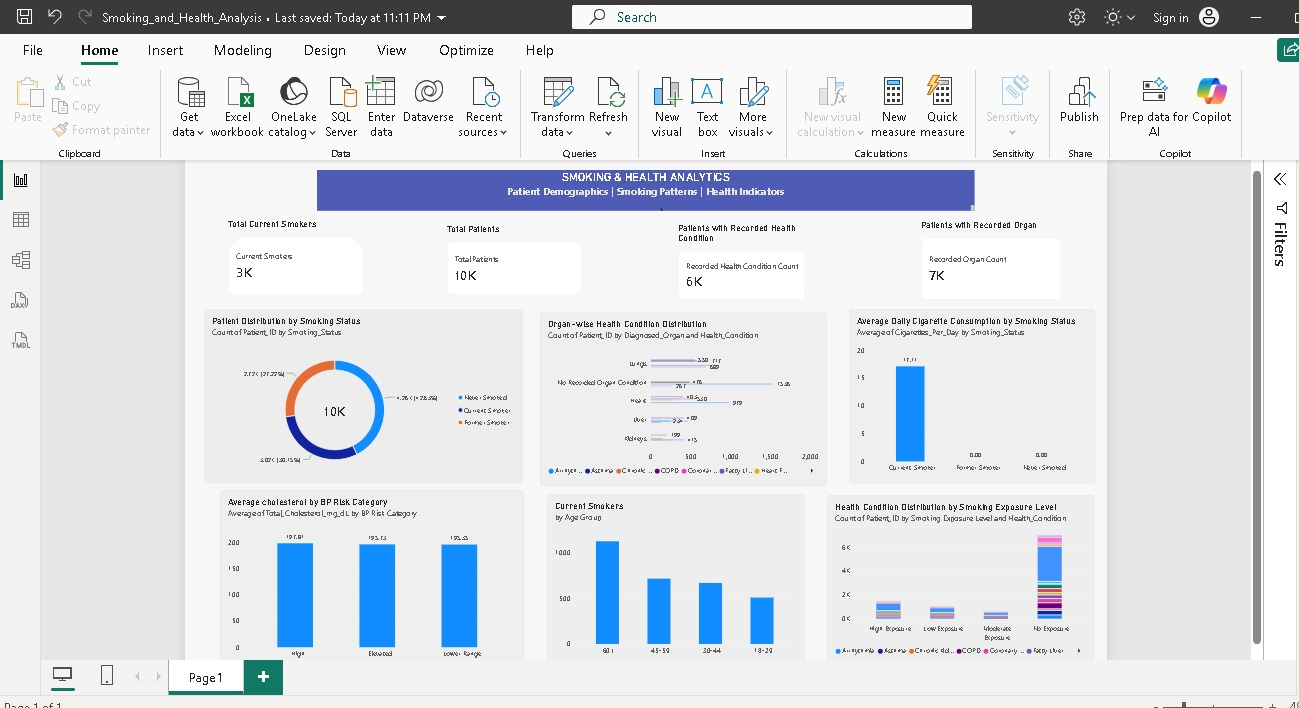 Smoking_and_Health_Analysis • Last saved: Today at 11:11 PM
Search
Sign in
File
Home
Insert
Modeling
Design
View
Optimize
Help
Paste
Cut
Copy
Format painter
Clipboard
Get data
Excel workbook
OneLake catalog
SQL Server
Enter data
Dataverse
Recent sources
Data
Transform data
Refresh
Queries
New visual
Text box
More visuals
Insert
New visual calculation
New measure
Quick measure
Calculations
Sensitivity
Sensitivity
Publish
Share
Prep data for AI
Copilot
Copilot
DAX
TMDL
Filters
SMOKING & HEALTH ANALYTICS
Patient Demographics | Smoking Patterns | Health Indicators
Total Current Smokers
Current Smokers
3K
Total Patients
Total Patients
10K
Patients with Recorded Health
Condition
Recorded Health Condition Count
6K
Patients with Recorded Organ
Recorded Organ Count
7K
Patient Distribution by Smoking Status
Count of Patient_ID by Smoking_Status
10K
Never Smoked
Current Smoker
Former Smoker
Organ-wise Health Condition Distribution
Count of Patient_ID by Diagnosed_Organ and Health_Condition
Lungs
No Recorded Organ Condition
Heart
Liver
Kidneys
0
500
1,000
1,500
2,000
Asthma
COPD
Average Daily Cigarette Consumption by Smoking Status
Average of Cigarettes_Per_Day by Smoking_Status
20
15
10
5
0
0.00
0.00
Current Smoker
Former Smoker
Never Smoked
Average cholesterol by BP Risk Category
Average of Total_Cholesterol_mg_dL by BP Risk Category
200
150
100
50
0
High
Elevated
Lower Range
Current Smokers
by Age Group
1000
500
0
60+
45-59
30-44
18-29
Health Condition Distribution by Smoking Exposure Level
Count of Patient_ID by Smoking Exposure Level and Health_Condition
6K
4K
2K
0K
High Exposure
Low Exposure
Moderate
Exposure
No Exposure
Asthma
COPD
Fatty Liver
Page 1
Page 1 of 1